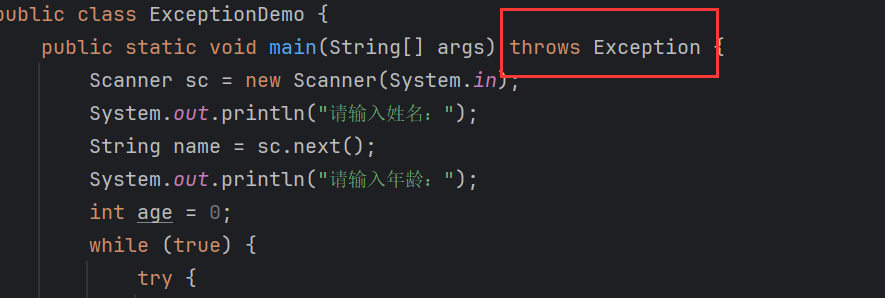 public class ExceptionDemo {
public static void main(String[] args) throws Exception {
Scanner sc = new Scanner(System.in);
System.out.println("请输入姓名：");
String name = sc.next();
System.out.println("请输入年龄：");
int age = 0;
while (true) {
try {